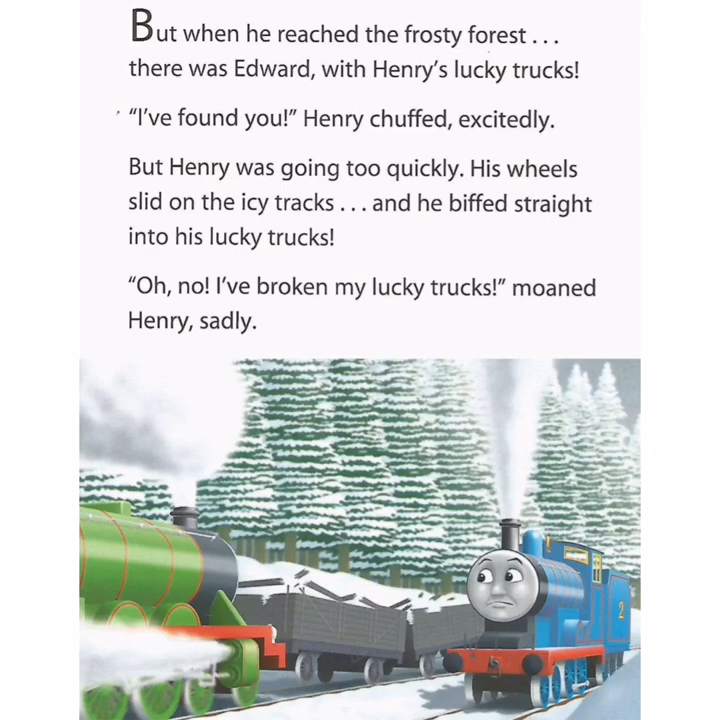 But when he reached the frosty forest . . .
there was Edward, with Henry’s lucky trucks!
“I’ve found you!” Henry chuffed, excitedly.
But Henry was going too quickly. His wheels
slid on the icy tracks . . . and he biffed straight
into his lucky trucks!
“Oh, no! I’ve broken my lucky trucks!” moaned
Henry, sadly.
2